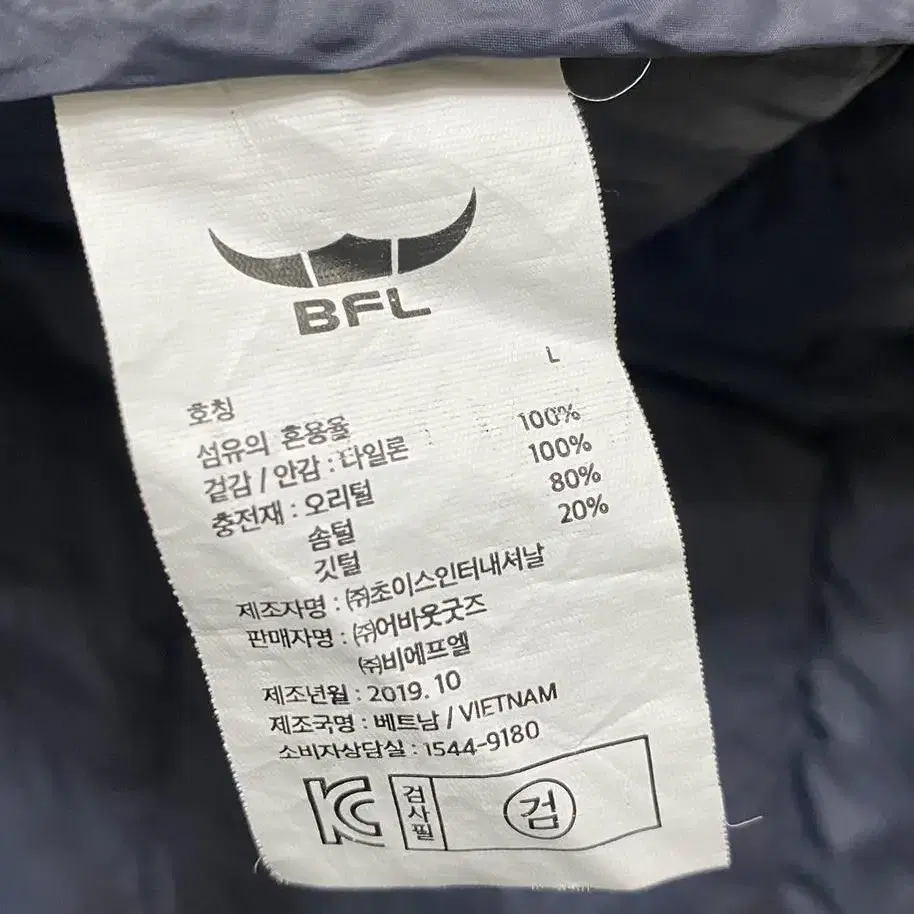 BFL
호칭 L
섬유의 혼용율
겉감 / 안감 : 나일론 100%
충전재 : 오리털 100%
솜털 80%
깃털 20%
제조자명 : ㈜초이스인터내셔날
판매자명 : ㈜어바웃굿즈
㈜비에프엘
제조년월 : 2019. 10
제조국명 : 베트남 / VIETNAM
소비자상담실 : 1544-9180
검사필 검